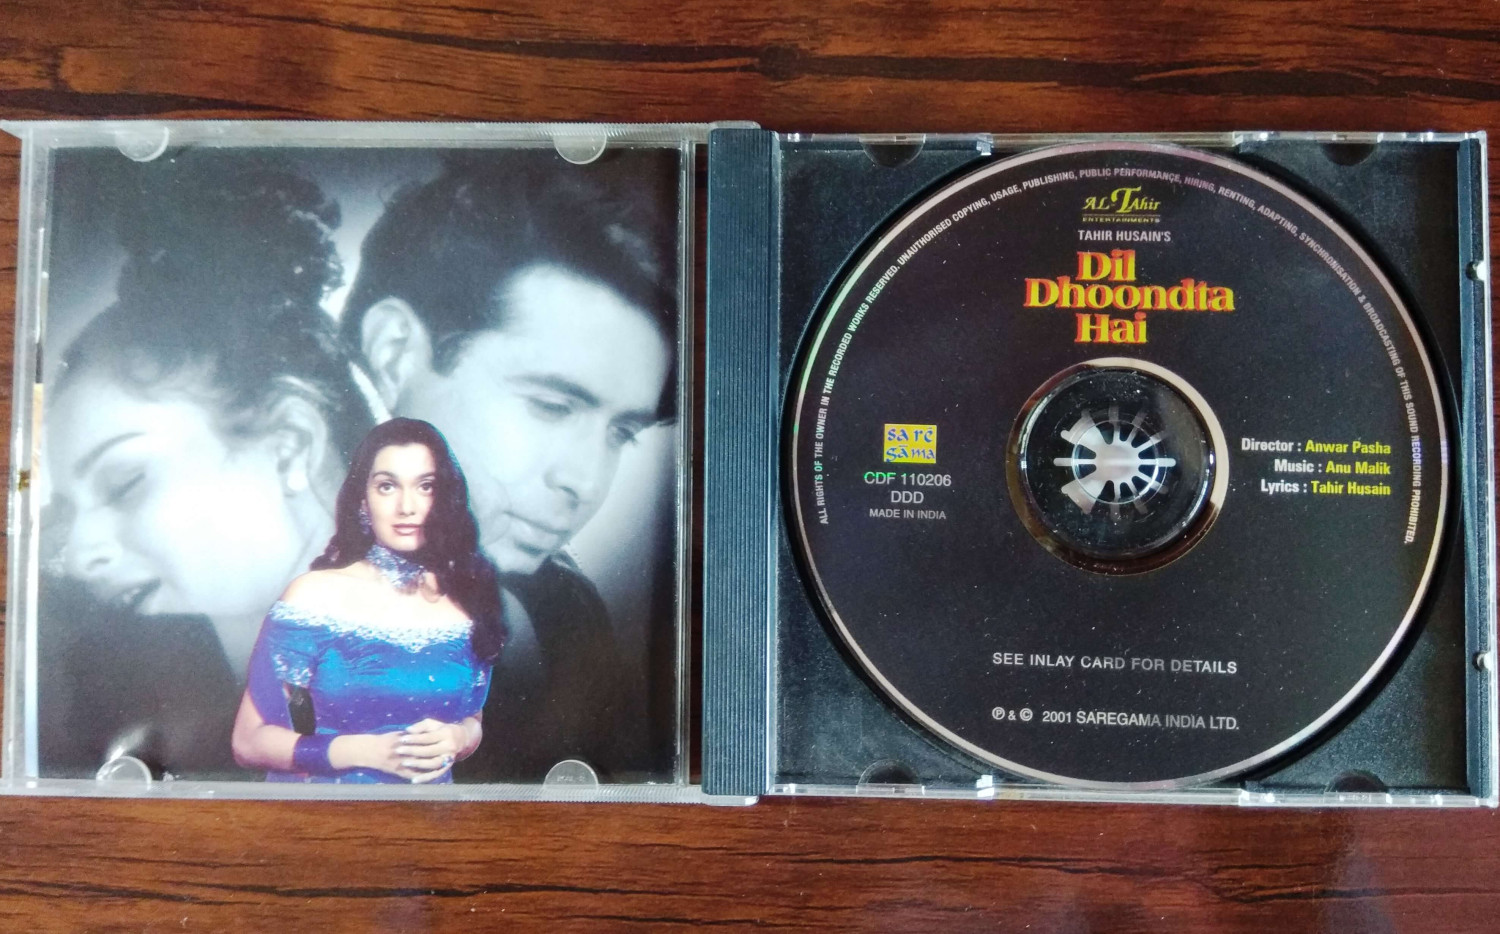 ALL RIGHTS OF THE OWNER IN THE RECORDED WORKS RESERVED. UNAUTHORISED COPYING, USAGE, PUBLISHING, PUBLIC PERFORMANCE, HIRING, RENTING, ADAPTING, SYNCHRONISATION & BROADCASTING OF THIS SOUND RECORDING PROHIBITED.
AL-TAhir
ENTERTAINMENTS
TAHIR HUSAIN'S
Dil
Dhoondta
Hai
sa re
gama
CDF 110206
DDD
MADE IN INDIA
Director : Anwar Pasha
Music : Anu Malik
Lyrics : Tahir Husain
SEE INLAY CARD FOR DETAILS
℗ & © 2001 SAREGAMA INDIA LTD.